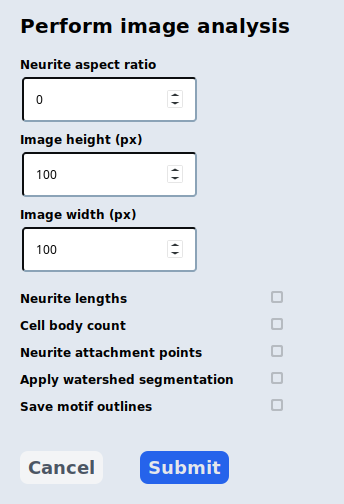 Perform image analysis
Neurite aspect ratio
0
Image height (px)
100
Image width (px)
100
Neurite lengths
Cell body count
Neurite attachment points
Apply watershed segmentation
Save motif outlines
Cancel Submit